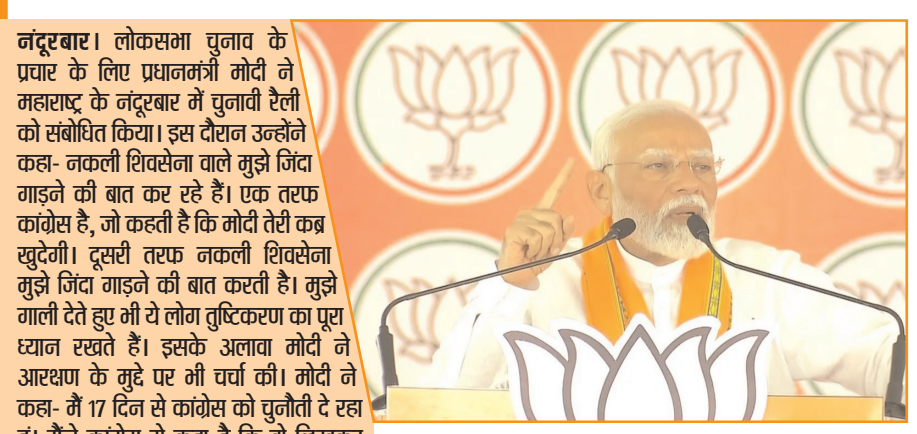 नंदूरबार। लोकसभा चुनाव के
प्रचार के लिए प्रधानमंत्री मोदी ने
महाराष्ट्र के नंदूरबार में चुनावी रैली
को संबोधित किया। इस दौरान उन्होंने
कहा- नकली शिवसेना वाले मुझे जिंदा
गाड़ने की बात कर रहे हैं। एक तरफ
कांग्रेस है, जो कहती है कि मोदी तेरी कब्र
खुदेगी। दूसरी तरफ नकली शिवसेना
मुझे जिंदा गाड़ने की बात करती है। मुझे
गाली देते हुए भी ये लोग तुष्टिकरण का पूरा
ध्यान रखते हैं। इसके अलावा मोदी ने
आरक्षण के मुद्दे पर भी चर्चा की। मोदी ने
कहा- मैं 17 दिन से कांग्रेस को चुनौती दे रहा